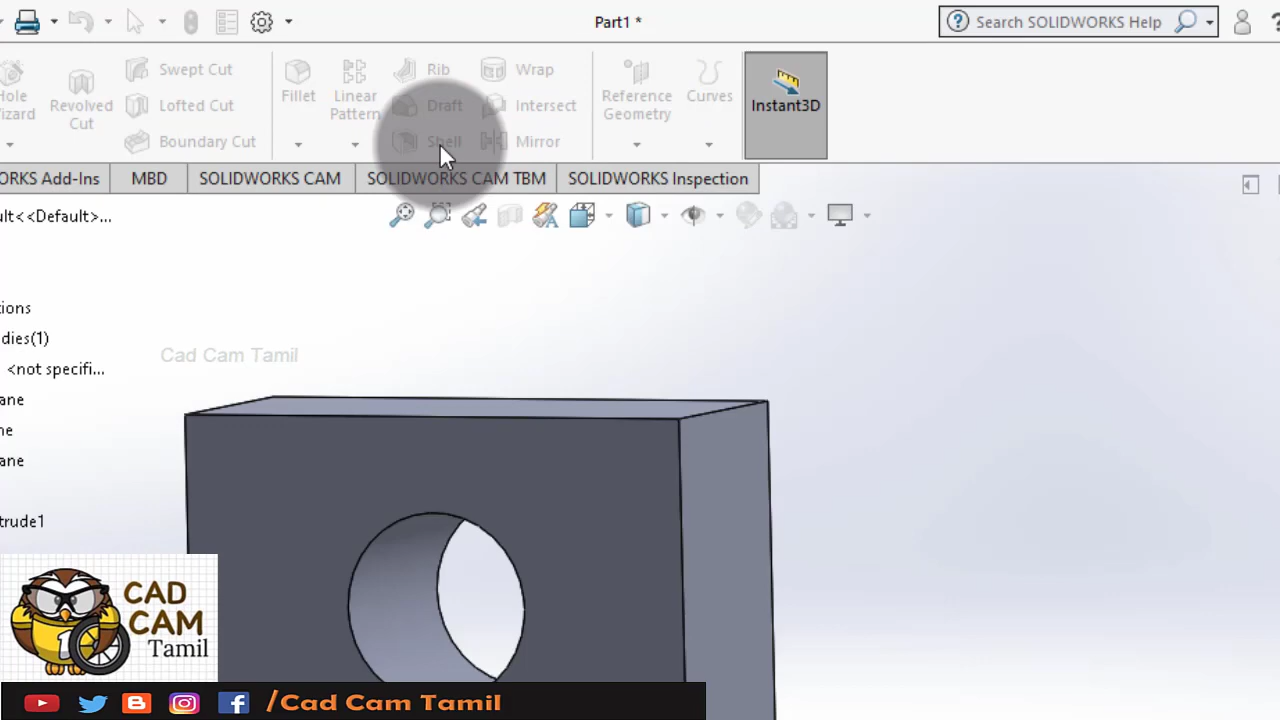 Part1 *
Search SOLIDWORKS Help
Hole
Wizard
Revolved
Cut
Swept Cut
Lofted Cut
Boundary Cut
Fillet
Linear
Pattern
Rib
Draft
Shell
Wrap
Intersect
Mirror
Reference
Geometry
Curves
Instant3D
ORKS Add-Ins
MBD
SOLIDWORKS CAM
SOLIDWORKS CAM TBM
SOLIDWORKS Inspection
ult<<Default>...
tions
dies(1)
<not specifi...
ane
ne
ane
trude1
Cad Cam Tamil
CAD
CAM
Tamil
/Cad Cam Tamil